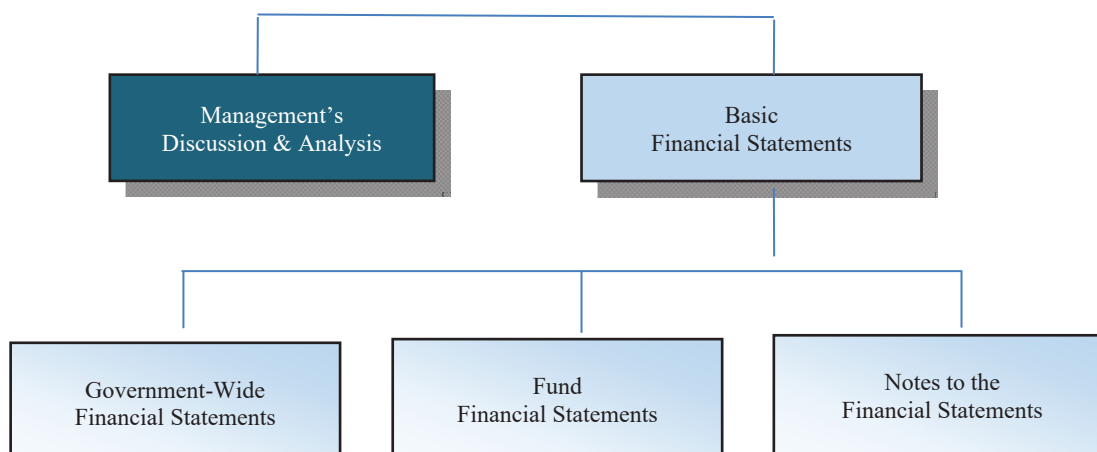 Management’s
Discussion & Analysis
Basic
Financial Statements
Government-Wide
Financial Statements
Fund
Financial Statements
Notes to the
Financial Statements